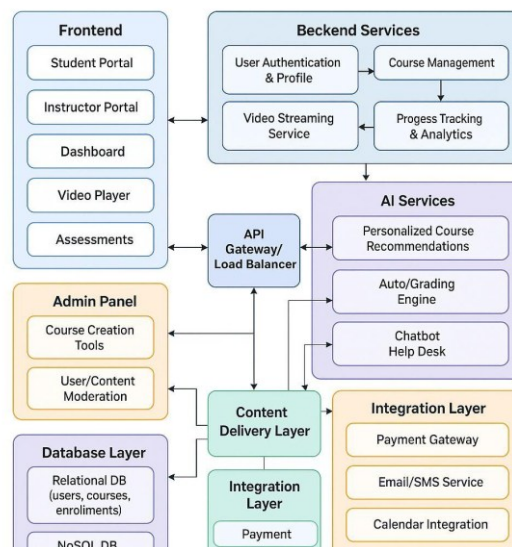 Frontend
Student Portal
Instructor Portal
Dashboard
Video Player
Assessments
Beckend Services
User Authentication
& Profile
Course Management
Video Streaming
Service
Progess Tracking
& Analytics
AI Services
Personalized Course
Recommendations
Auto/Grading
Engine
Chatbot
Help Desk
API
Gateway/
Load Balancer
Admin Panel
Course Creation
Tools
User/Content
Moderation
Content
Delivery Layer
Integration Layer
Payment Gateway
Email/SMS Service
Calendar Integration
Database Layer
Relational DB
(users, courses,
enroliments)
NoSQL DB
Integration
Layer
Payment